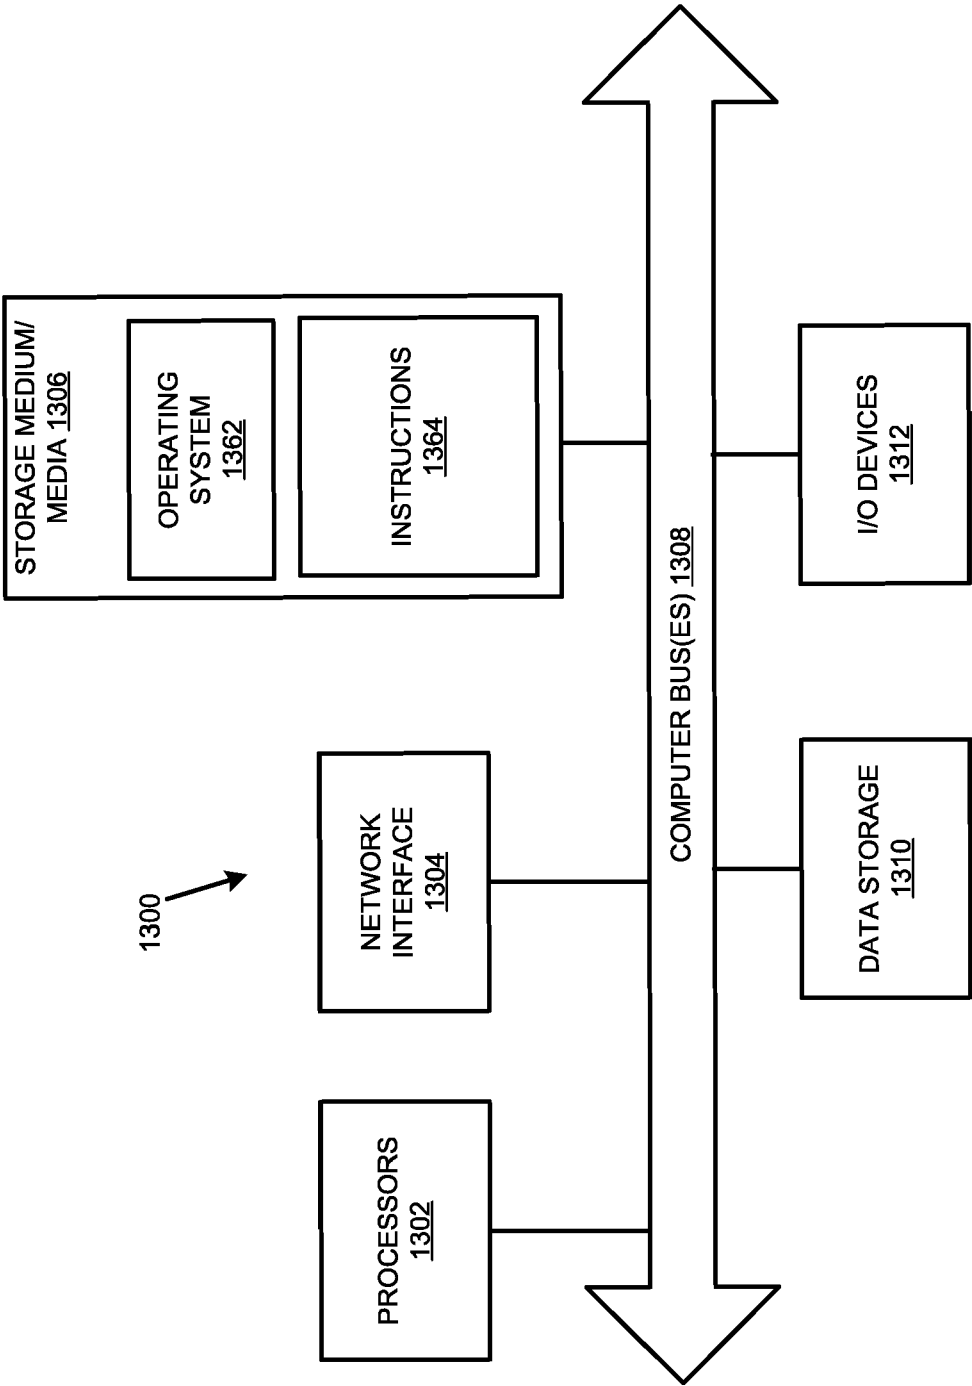 1300
PROCESSORS
1302
NETWORK
INTERFACE
1304
STORAGE MEDIUM/
MEDIA 1306
OPERATING
SYSTEM
1362
INSTRUCTIONS
1364
COMPUTER BUS(ES) 1308
DATA STORAGE
1310
I/O DEVICES
1312